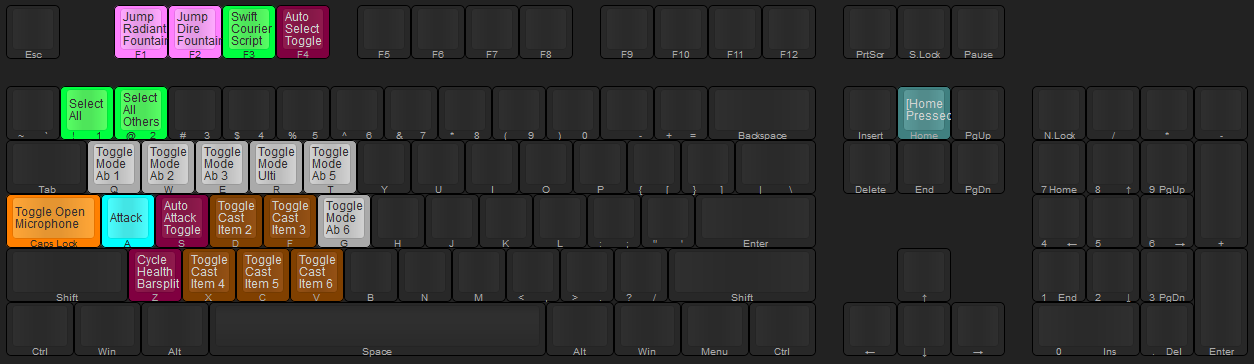 Jump Radiant Fountain Jump Dire Fountain Swift Courier Script Auto Select Toggle
Esc F1 F2 F3 F4 F5 F6 F7 F8 F9 F10 F11 F12 PrtScr S.Lock Pause
Select All Select All Others [Home Pressed
~ ` ! 1 @ 2 # 3 $ 4 % 5 ^ 6 & 7 * 8 ( 9 ) 0 _ - + = Backspace Insert Home PgUp N.Lock / * -
Toggle Mode Ab 1 Toggle Mode Ab 2 Toggle Mode Ab 3 Toggle Mode Ulti Toggle Mode Ab 5
Tab Q W E R T Y U I O P { [ } ] | \ Delete End PgDn 7 Home 8 ↑ 9 PgUp
Toggle Open Microphone Attack Auto Attack Toggle Toggle Cast Item 2 Toggle Cast Item 3 Toggle Mode Ab 6
Caps Lock A S D F G H J K L : ; " ' Enter 4 ← 5 6 → +
Cycle Health Barsplit Toggle Cast Item 4 Toggle Cast Item 5 Toggle Cast Item 6
Shift Z X C V B N M < , > . ? / Shift ↑ 1 End 2 ↓ 3 PgDn
Ctrl Win Alt Space Alt Win Menu Ctrl ← ↓ → 0 Ins . Del Enter